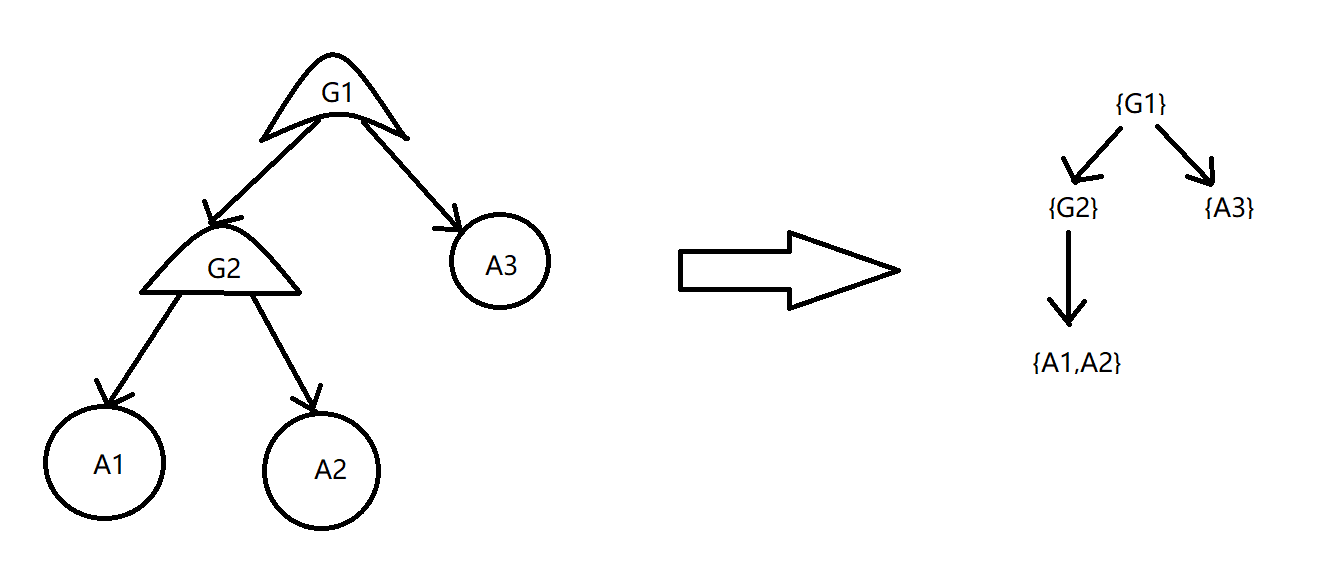 G1
G2
A3
A1
A2
{G1}
{G2}
{A3}
{A1,A2}